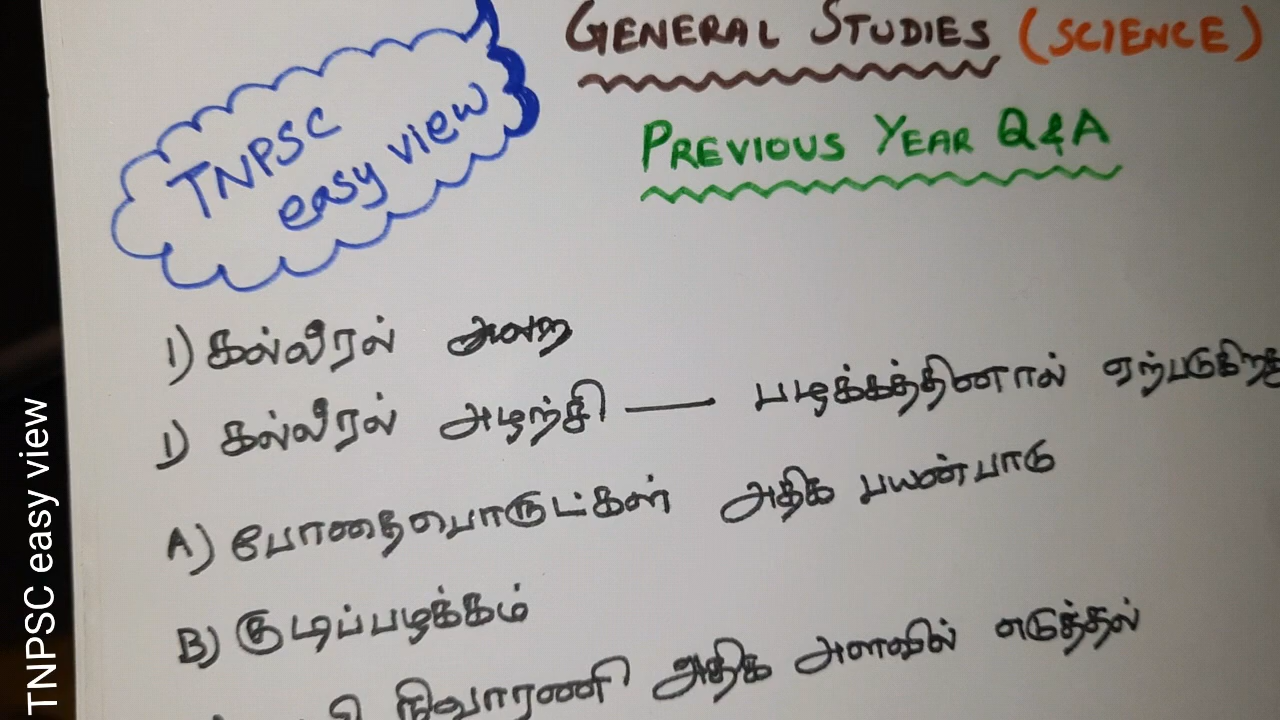 GENERAL STUDIES (SCIENCE)
PREVIOUS YEAR Q&A
TNPSC
easy view
1) கல்லீரல்
1) கல்லீரல் அழற்சி —— பழக்கத்தினால் ஏற்படுகிறது
A) போதைபொருட்கள் அதிக பயன்பாடு
B) குடிப்பழக்கம்
நிவாரணி அதிக அளவில் எடுத்தல்
TNPSC easy view